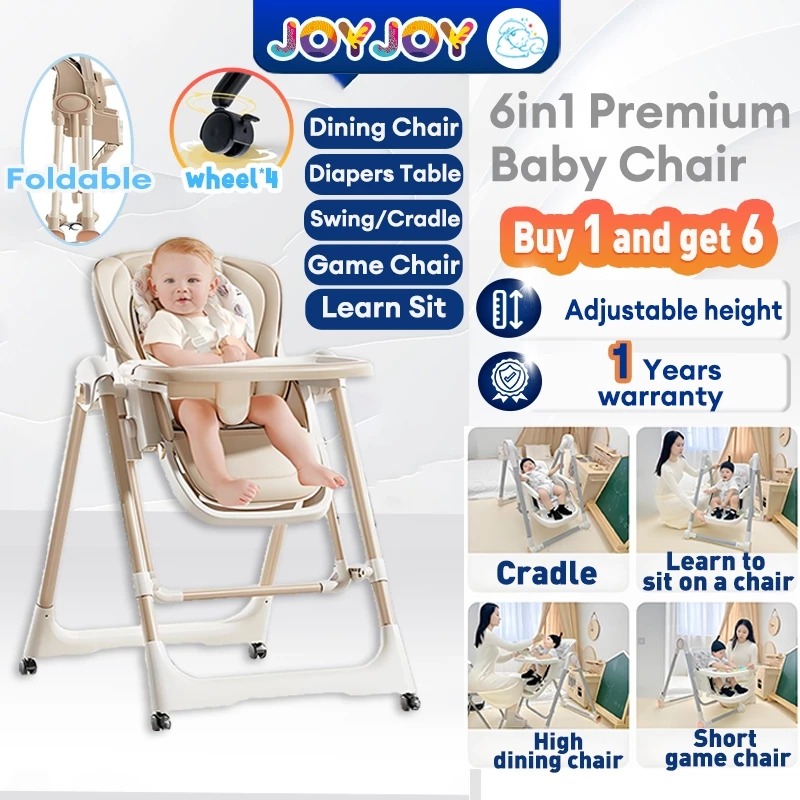 JOYJOY
Foldable
wheel*4
Dining Chair
Diapers Table
Swing/Cradle
Game Chair
Learn Sit
6in1 Premium
Baby Chair
Buy 1 and get 6
Adjustable height
1 Years
warranty
Cradle
Learn to
sit on a chair
High
dining chair
Short
game chair